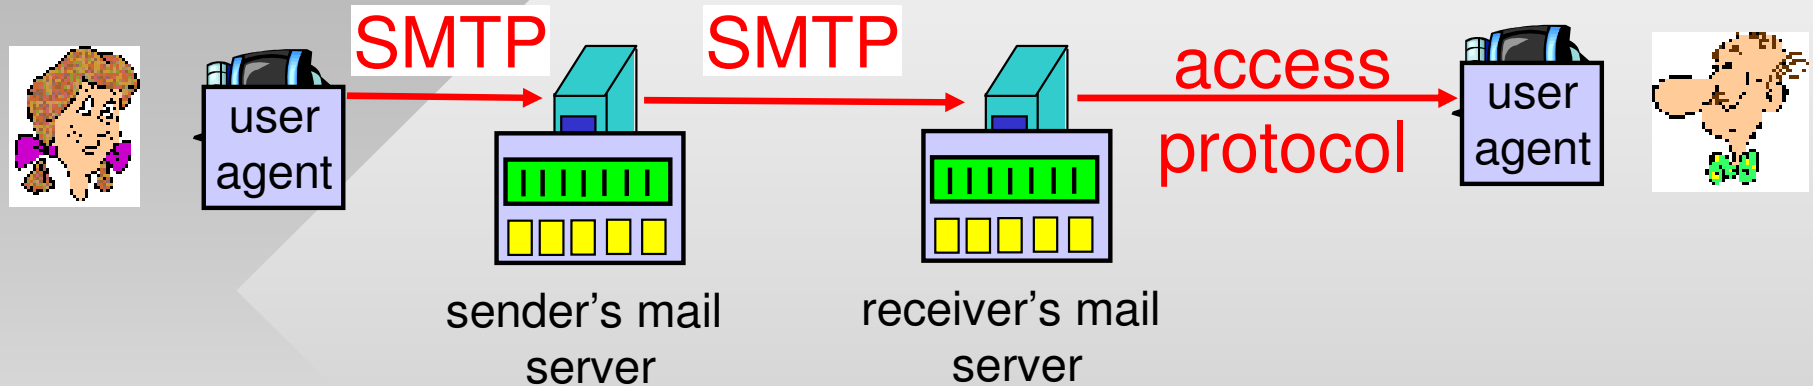 SMTP
SMTP
access
protocol
user
agent
user
agent
sender's mail
server
receiver's mail
server